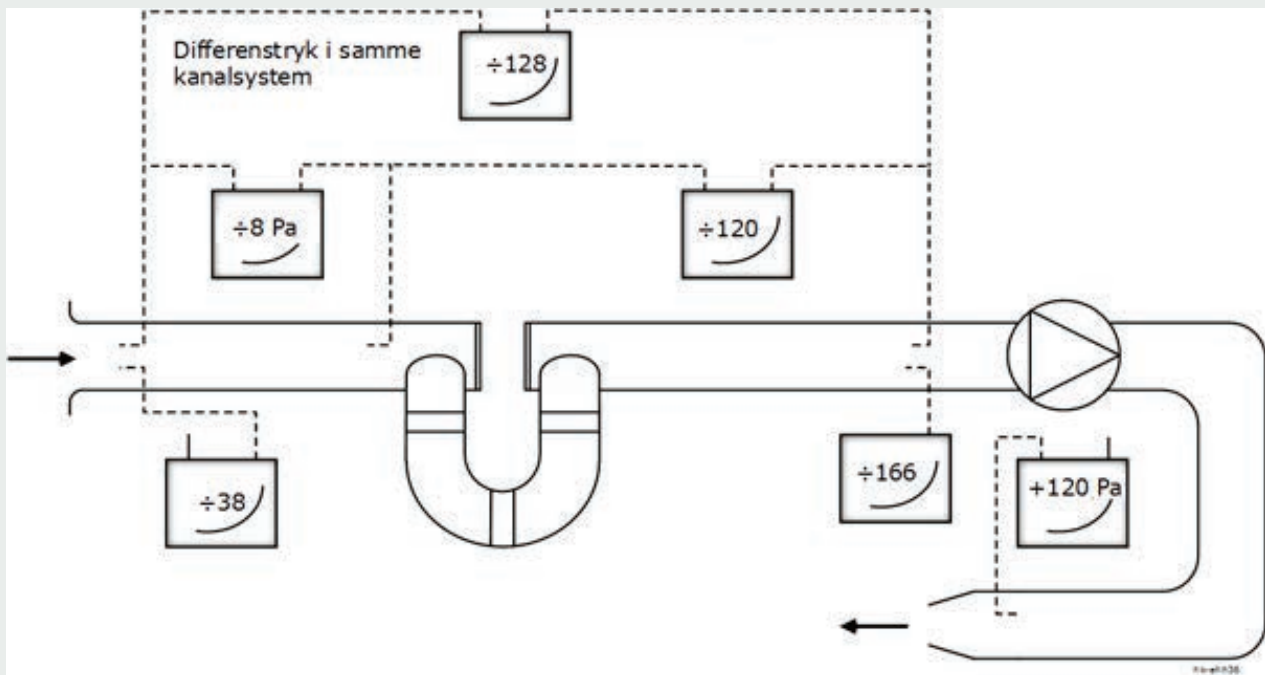 Differenstryk i samme
kanalsystem
÷128
÷8 Pa
÷120
÷38
÷166
+120 Pa